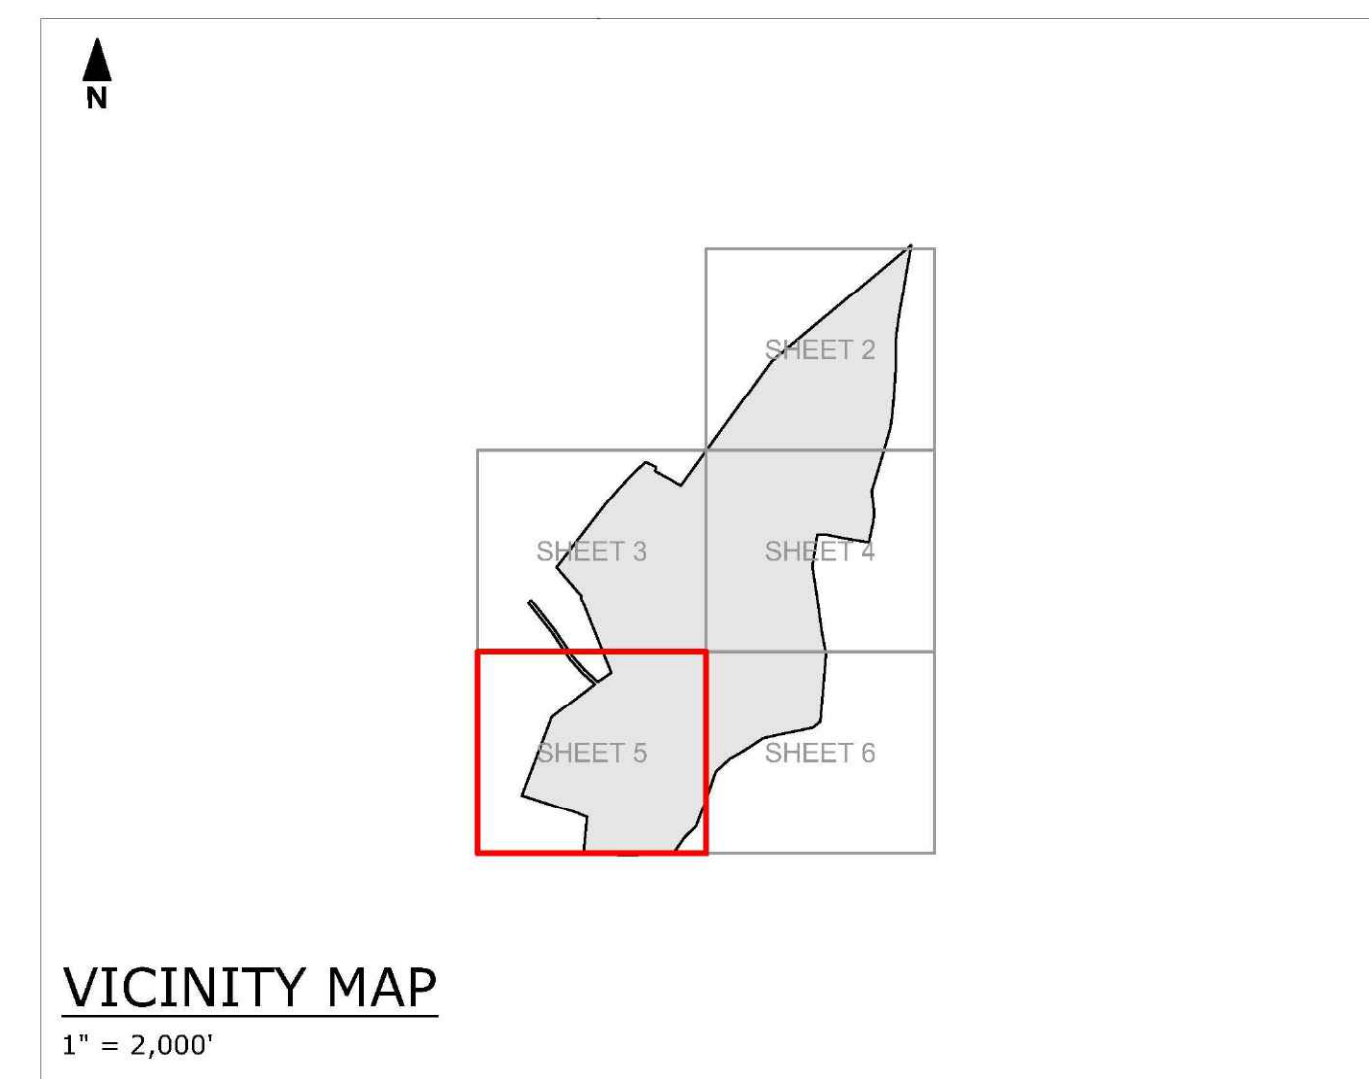 N
SHEET 2
SHEET 3
SHEET 4
SHEET 5
SHEET 6
VICINITY MAP
1" = 2,000'